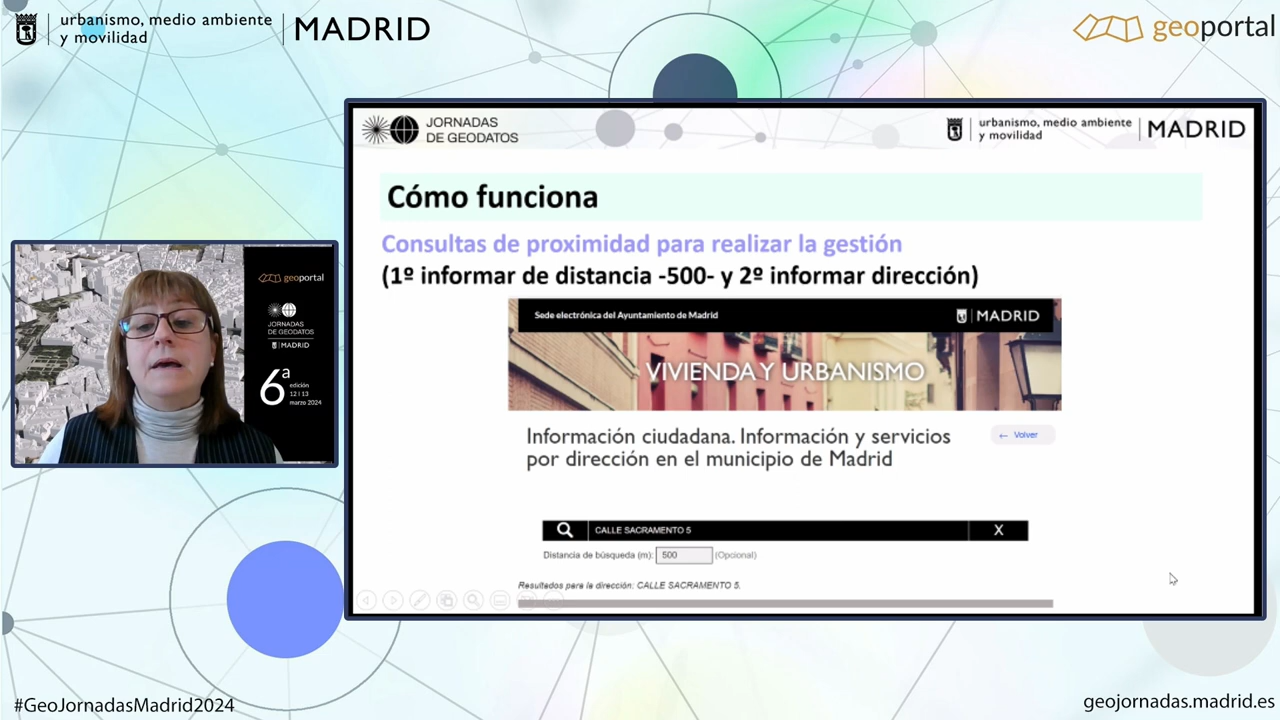 urbanismo, medio ambiente
y movilidad
MADRID
geoportal
JORNADAS
DE GEODATOS
urbanismo, medio ambiente
y movilidad
MADRID
Cómo funciona
Consultas de proximidad para realizar la gestión
(1º informar de distancia -500- y 2º informar dirección)
Sede electrónica del Ayuntamiento de Madrid
MADRID
VIVIENDA Y URBANISMO
Información ciudadana. Información y servicios
por dirección en el municipio de Madrid
← Volver
CALLE SACRAMENTO 5
X
Distancia de búsqueda (m): 500 (Opcional)
Resultados para la dirección: CALLE SACRAMENTO 5.
geoportal
JORNADAS
DE GEODATOS
MADRID
6ª
edición
12 I 13
marzo 2024
#GeoJornadasMadrid2024
geojornadas.madrid.es